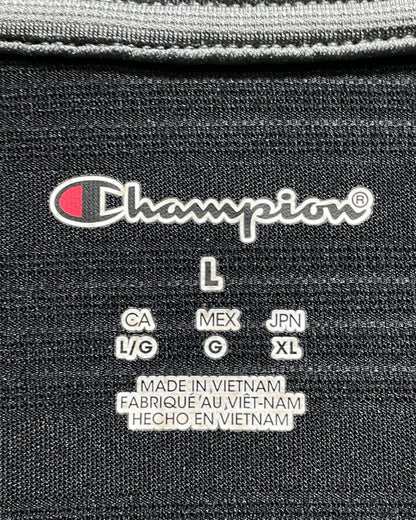 Champion®
L
CA MEX JPN
L/G G XL
MADE IN VIETNAM
FABRIQUÉ AU VIÊT-NAM
HECHO EN VIETNAM